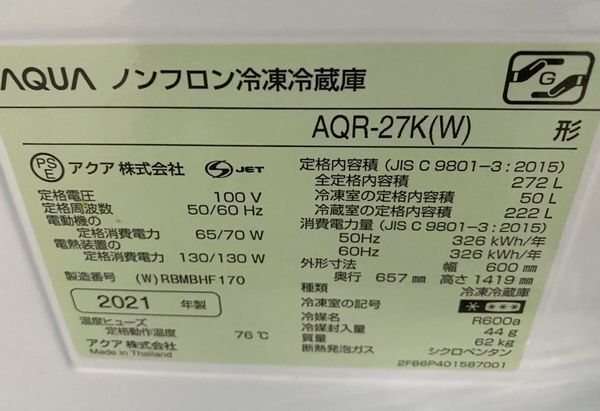 AQUA ノンフロン冷凍冷蔵庫
G
AQR-27K(W) 形
PSE アクア 株式会社 S JET
定格電圧 100 V
定格周波数 50/60 Hz
電動機の
定格消費電力 65/70 W
電熱装置の
定格消費電力 130/130 W
製造番号 (W)RBMBHF170
2021 年製
温度ヒューズ
定格動作温度 76℃
アクア 株式会社
Made in Thailand
定格内容積 (JIS C 9801-3:2015)
全定格内容積 272 L
冷凍室の定格内容積 50 L
冷蔵室の定格内容積 222 L
消費電力量 (JIS C 9801-3:2015)
50Hz 326 kWh/年
60Hz 326 kWh/年
外形寸法 幅 600 mm
奥行 657 mm 高さ 1419 mm
種類 冷凍冷蔵庫
冷凍室の記号 * ***
冷媒名 R600a
冷媒封入量 44 g
質量 62 kg
断熱発泡ガス シクロペンタン
2FB6P401587001